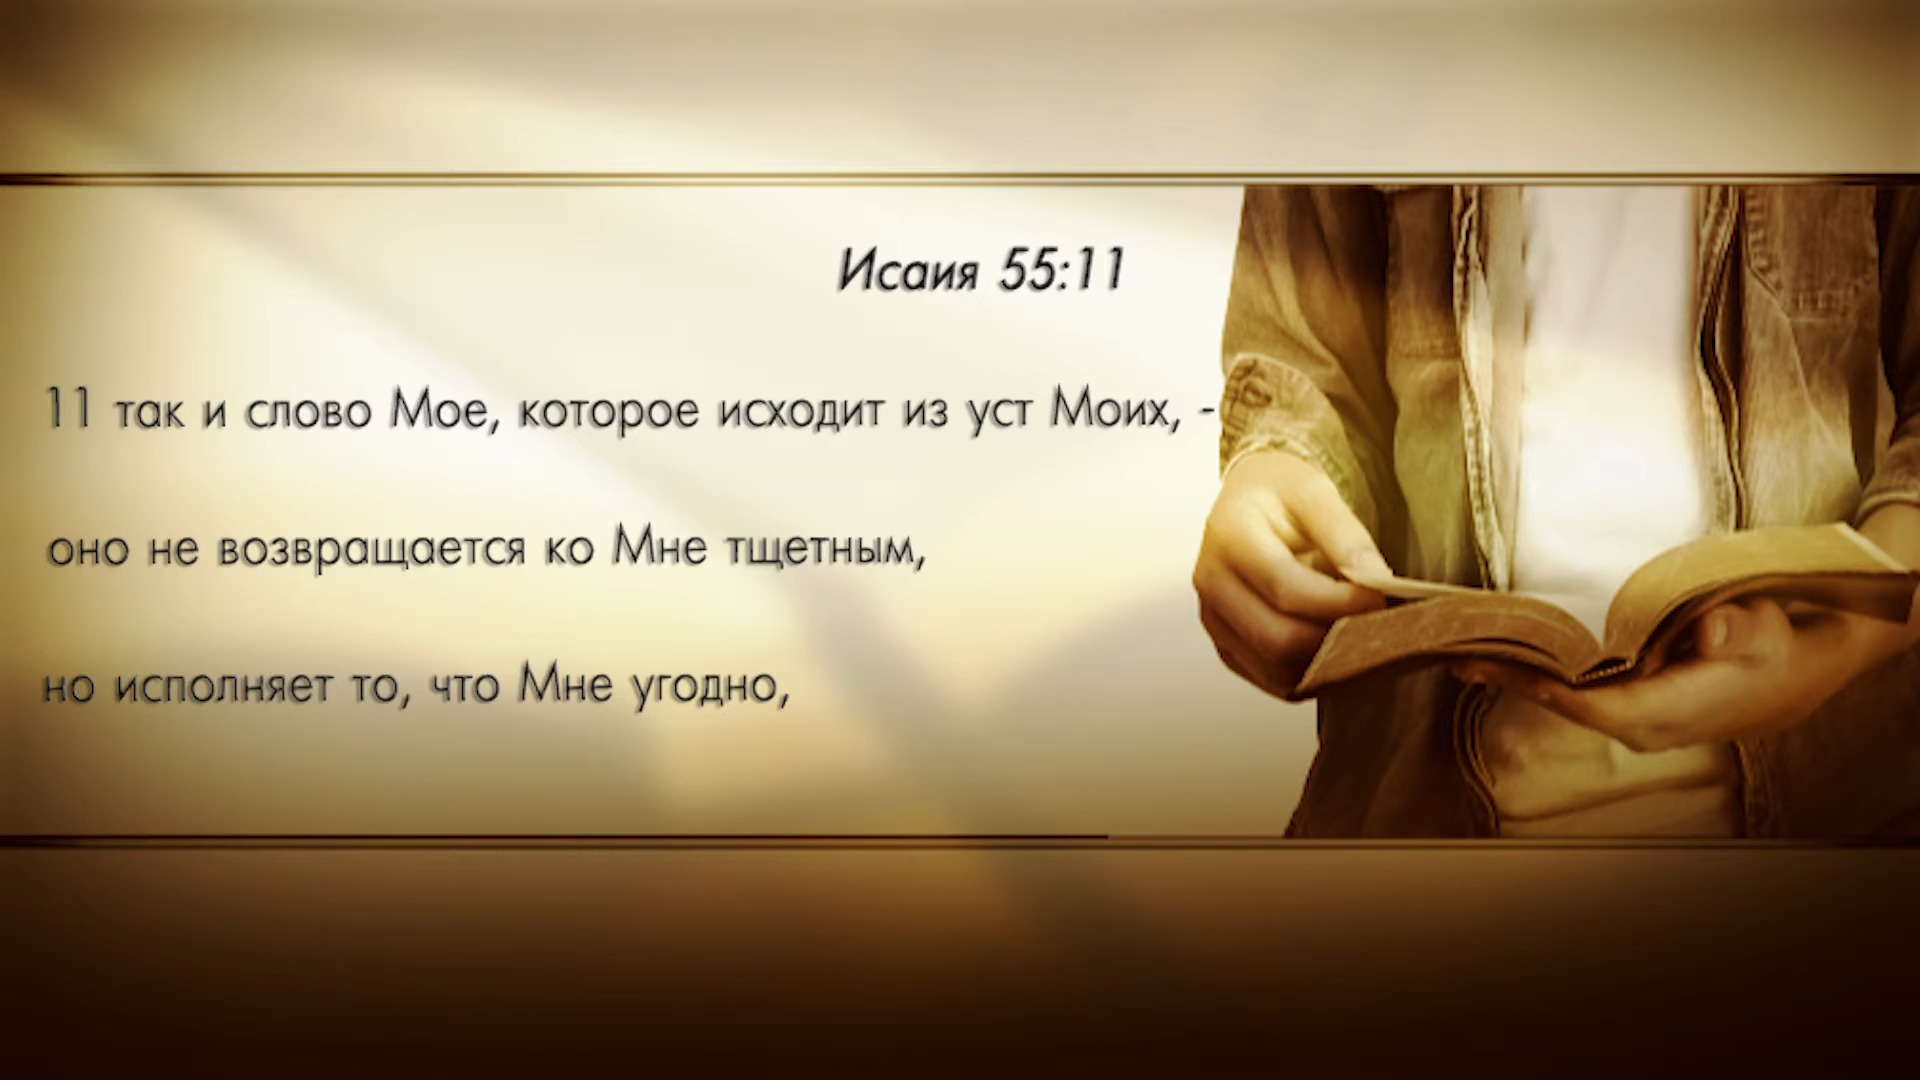 Исаия 55:11
11 так и слово Мое, которое исходит из уст Моих, -
оно не возвращается ко Мне тщетным,
но исполняет то, что Мне угодно,